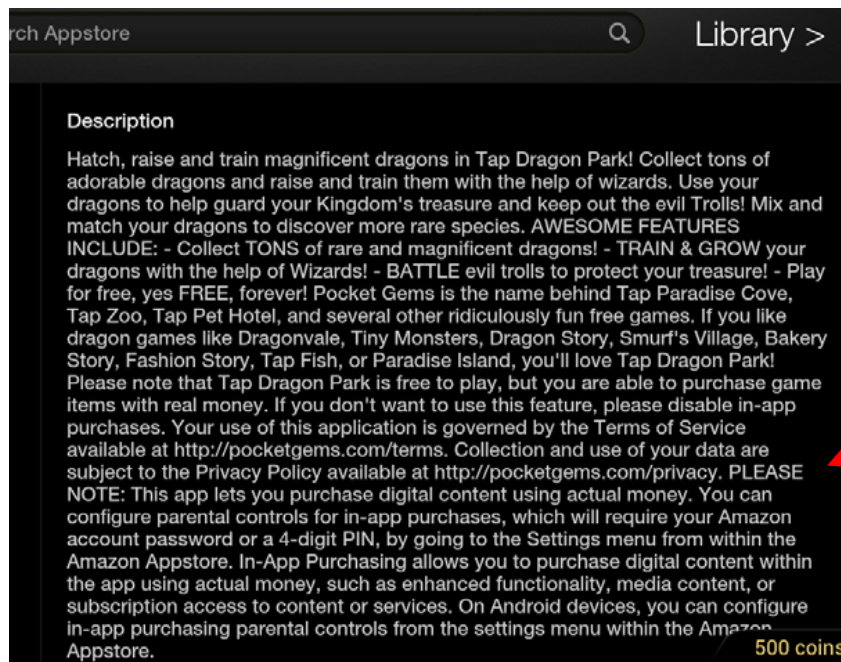 rch Appstore
Library >
Description
Hatch, raise and train magnificent dragons in Tap Dragon Park! Collect tons of
adorable dragons and raise and train them with the help of wizards. Use your
dragons to help guard your Kingdom's treasure and keep out the evil Trolls! Mix and
match your dragons to discover more rare species. AWESOME FEATURES
INCLUDE: - Collect TONS of rare and magnificent dragons! - TRAIN & GROW your
dragons with the help of Wizards! - BATTLE evil trolls to protect your treasure! - Play
for free, yes FREE, forever! Pocket Gems is the name behind Tap Paradise Cove,
Tap Zoo, Tap Pet Hotel, and several other ridiculously fun free games. If you like
dragon games like Dragonvale, Tiny Monsters, Dragon Story, Smurf's Village, Bakery
Story, Fashion Story, Tap Fish, or Paradise Island, you'll love Tap Dragon Park!
Please note that Tap Dragon Park is free to play, but you are able to purchase game
items with real money. If you don't want to use this feature, please disable in-app
purchases. Your use of this application is governed by the Terms of Service
available at http://pocketgems.com/terms. Collection and use of your data are
subject to the Privacy Policy available at http://pocketgems.com/privacy. PLEASE
NOTE: This app lets you purchase digital content using actual money. You can
configure parental controls for in-app purchases, which will require your Amazon
account password or a 4-digit PIN, by going to the Settings menu from within the
Amazon Appstore. In-App Purchasing allows you to purchase digital content within
the app using actual money, such as enhanced functionality, media content, or
subscription access to content or services. On Android devices, you can configure
in-app purchasing parental controls from the settings menu within the Amazon
Appstore.
500 coins